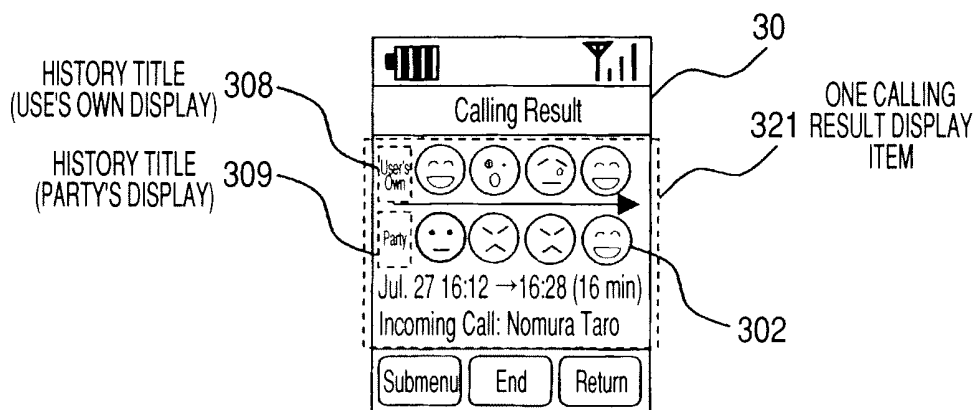 30
HISTORY TITLE
(USE'S OWN DISPLAY)
308
Calling Result
ONE CALLING
RESULT DISPLAY
ITEM
321
HISTORY TITLE
(PARTY'S DISPLAY)
309
User's
Own
Party
Jul. 27 16:12 →16:28 (16 min)
Incoming Call: Nomura Taro
302
Submenu
End
Return